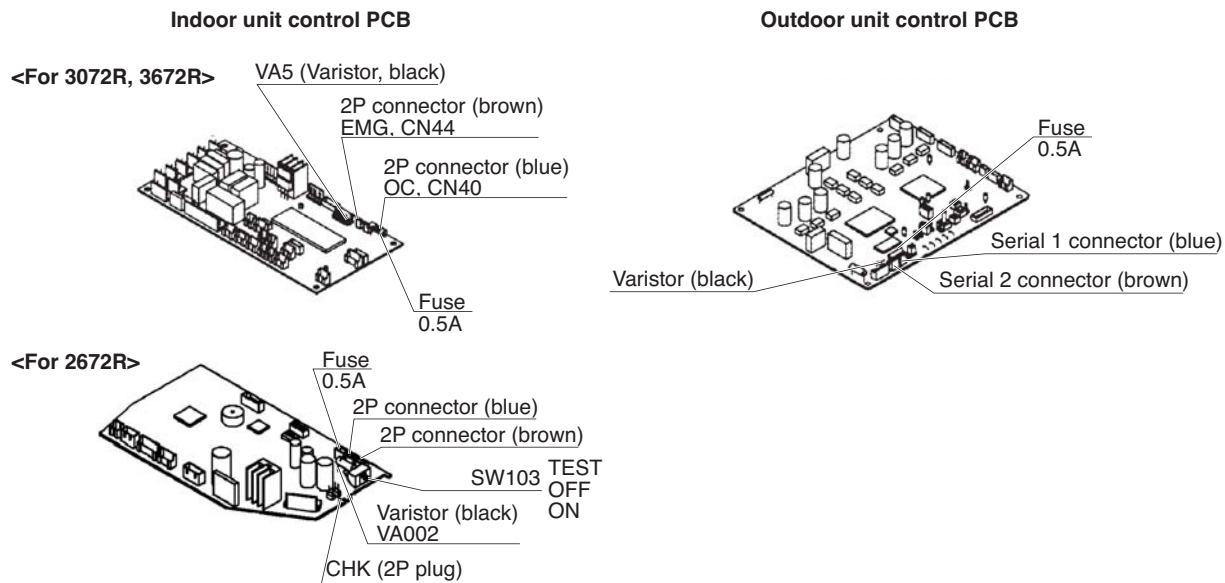 Indoor unit control PCB
Outdoor unit control PCB
<For 3072R, 3672R>
VA5 (Varistor, black)
2P connector (brown)
EMG, CN44
2P connector (blue)
OC, CN40
Fuse
0.5A
Fuse
0.5A
Serial 1 connector (blue)
Varistor (black)
Serial 2 connector (brown)
<For 2672R>
Fuse
0.5A
2P connector (blue)
2P connector (brown)
SW103
TEST
OFF
ON
Varistor (black)
VA002
CHK (2P plug)